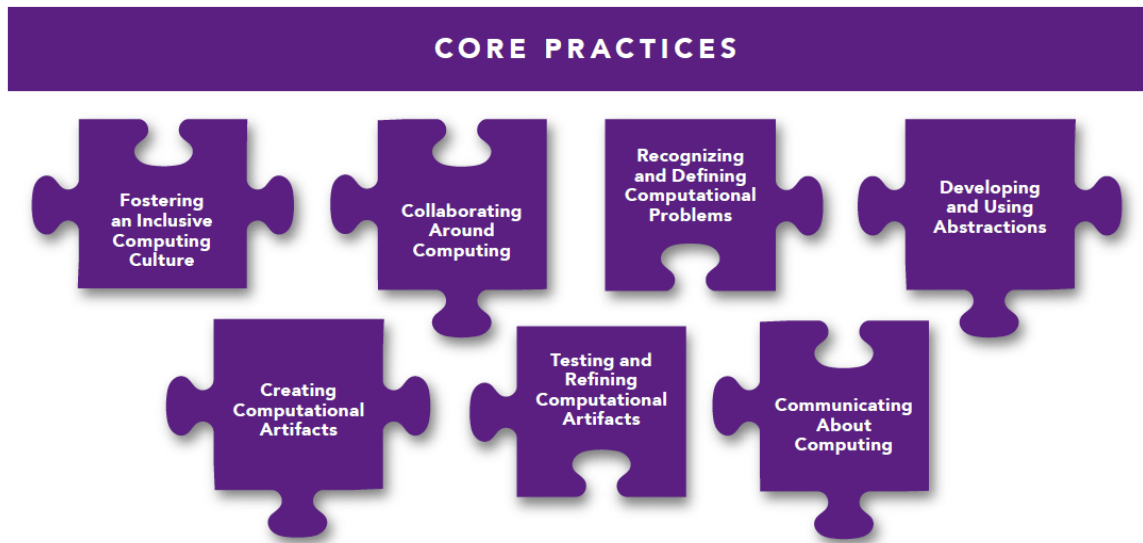 CORE PRACTICES
Fostering
an Inclusive
Computing
Culture
Collaborating
Around
Computing
Recognizing
and Defining
Computational
Problems
Developing
and Using
Abstractions
Creating
Computational
Artifacts
Testing and
Refining
Computational
Artifacts
Communicating
About
Computing